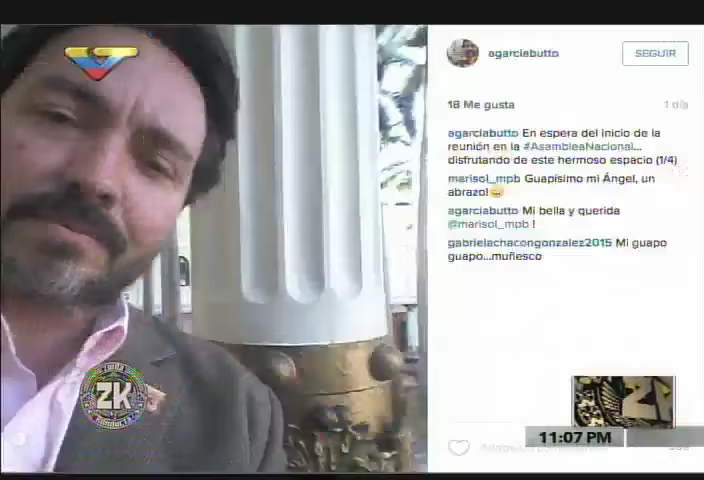 agarciabutto
SEGUIR
18 Me gusta
1 día
agarciabutto En espera del inicio de la
reunión en la #AsambleaNacional...
disfrutando de este hermoso espacio (1/4)
marisol_mpb Guapísimo mi Ángel, un
abrazo!😄
agarciabutto Mi bella y querida
@marisol_mpb !
gabrielachacongonzalez2015 Mi guapo
guapo...muñesco
ZK
ZK
11:07 PM